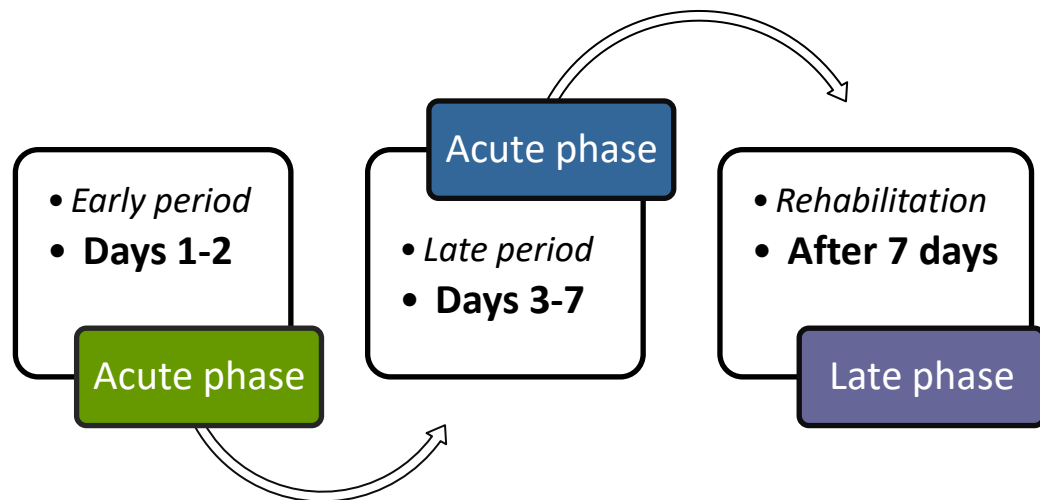 • Early period
• Days 1-2
Acute phase
Acute phase
• Late period
• Days 3-7
• Rehabilitation
• After 7 days
Late phase